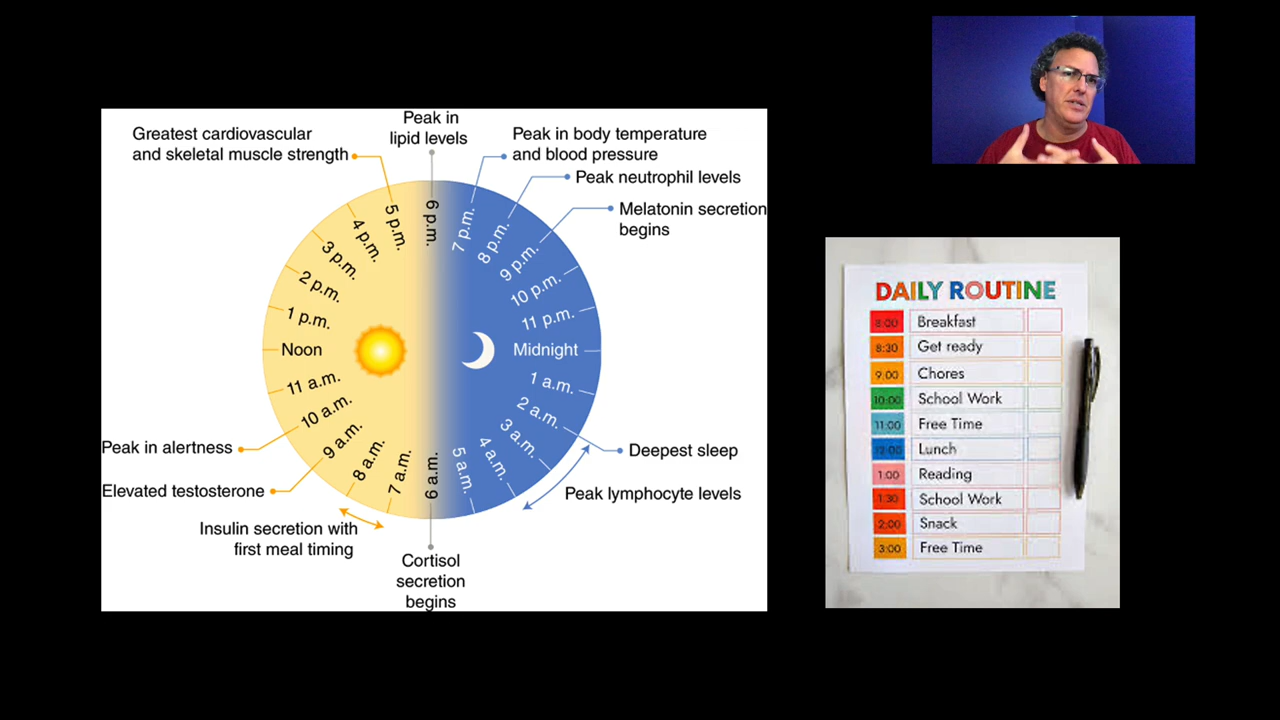 Peak in
lipid levels
Greatest cardiovascular
and skeletal muscle strength
Peak in body temperature
and blood pressure
Peak neutrophil levels
Melatonin secretion
begins
6 p.m.
5 p.m.
7 p.m.
4 p.m.
8 p.m.
3 p.m.
9 p.m.
2 p.m.
10 p.m.
1 p.m.
11 p.m.
Noon
Midnight
11 a.m.
1 a.m.
10 a.m.
2 a.m.
9 a.m.
3 a.m.
8 a.m.
4 a.m.
7 a.m.
5 a.m.
6 a.m.
Peak in alertness
Deepest sleep
Elevated testosterone
Peak lymphocyte levels
Insulin secretion with
first meal timing
Cortisol
secretion
begins
DAILY ROUTINE
8:00 Breakfast
8:30 Get ready
9:00 Chores
10:00 School Work
11:00 Free Time
12:00 Lunch
1:00 Reading
1:30 School Work
2:00 Snack
3:00 Free Time